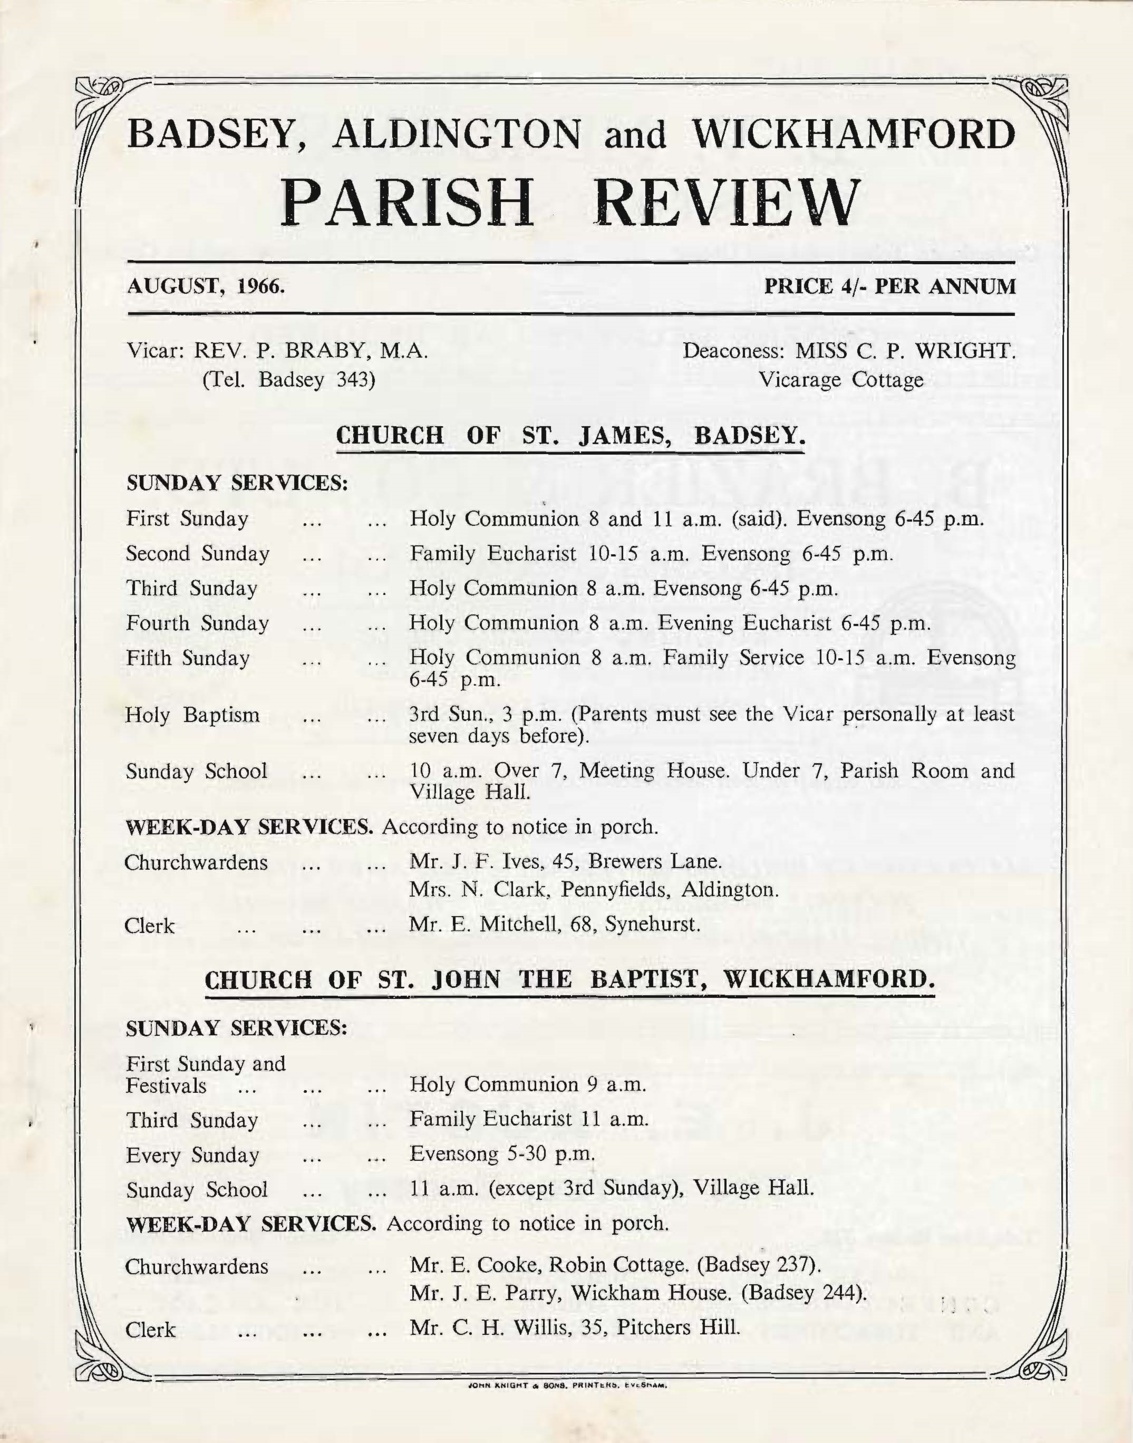 BADSEY, ALDINGTON and WICKHAMFORD
PARISH REVIEW
AUGUST, 1966. PRICE 4/- PER ANNUM
Vicar: REV. P. BRABY, M.A. Deaconess: MISS C. P. WRIGHT.
(Tel. Badsey 343) Vicarage Cottage
CHURCH OF ST. JAMES, BADSEY.
SUNDAY SERVICES:
First Sunday ... ... Holy Communion 8 and 11 a.m. (said). Evensong 6-45 p.m.
Second Sunday ... ... Family Eucharist 10-15 a.m. Evensong 6-45 p.m.
Third Sunday ... ... Holy Communion 8 a.m. Evensong 6-45 p.m.
Fourth Sunday ... ... Holy Communion 8 a.m. Evening Eucharist 6-45 p.m.
Fifth Sunday ... ... Holy Communion 8 a.m. Family Service 10-15 a.m. Evensong
6-45 p.m.
Holy Baptism ... ... 3rd Sun., 3 p.m. (Parents must see the Vicar personally at least
seven days before).
Sunday School ... ... 10 a.m. Over 7, Meeting House. Under 7, Parish Room and
Village Hall.
WEEK-DAY SERVICES. According to notice in porch.
Churchwardens ... ... Mr. J. F. Ives, 45, Brewers Lane.
Mrs. N. Clark, Pennyfields, Aldington.
Clerk ... ... ... Mr. E. Mitchell, 68, Synehurst.
CHURCH OF ST. JOHN THE BAPTIST, WICKHAMFORD.
SUNDAY SERVICES:
First Sunday and
Festivals ... ... ... Holy Communion 9 a.m.
Third Sunday ... ... Family Eucharist 11 a.m.
Every Sunday ... ... Evensong 5-30 p.m.
Sunday School ... ... 11 a.m. (except 3rd Sunday), Village Hall.
WEEK-DAY SERVICES. According to notice in porch.
Churchwardens ... ... Mr. E. Cooke, Robin Cottage. (Badsey 237).
Mr. J. E. Parry, Wickham House. (Badsey 244).
Clerk ... ... ... Mr. C. H. Willis, 35, Pitchers Hill.
JOHN KNIGHT & SONS, PRINTERS, EVESHAM.